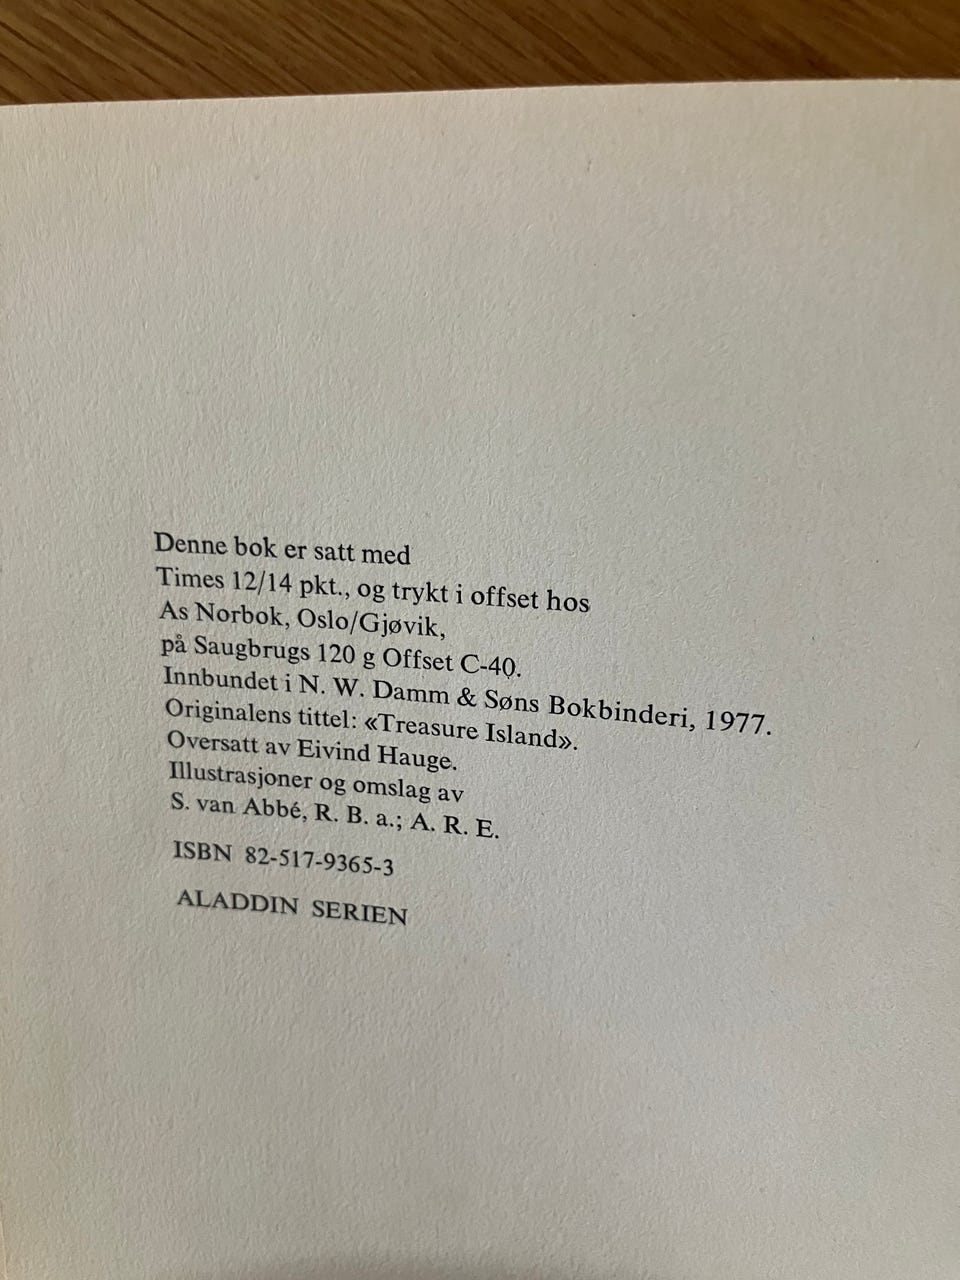 Denne bok er satt med
Times 12/14 pkt., og trykt i offset hos
As Norbok, Oslo/Gjøvik,
på Saugbrugs 120 g Offset C-40.
Innbundet i N. W. Damm & Søns Bokbinderi, 1977.
Originalens tittel: «Treasure Island».
Oversatt av Eivind Hauge.
Illustrasjoner og omslag av
S. van Abbé, R. B. a.; A. R. E.
ISBN 82-517-9365-3
ALADDIN SERIEN